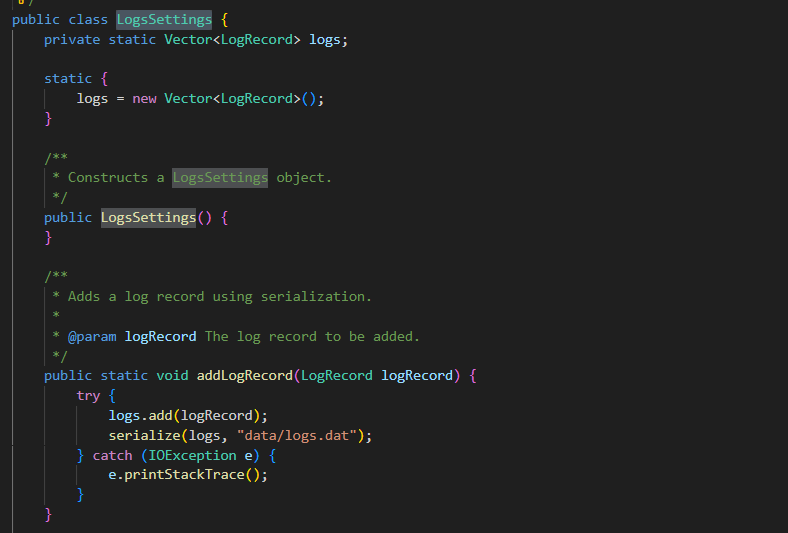 */
public class LogsSettings {
    private static Vector<LogRecord> logs;

    static {
        logs = new Vector<LogRecord>();
    }

    /**
     * Constructs a LogsSettings object.
     */
    public LogsSettings() {
    }

    /**
     * Adds a log record using serialization.
     *
     * @param logRecord The log record to be added.
     */
    public static void addLogRecord(LogRecord logRecord) {
        try {
            logs.add(logRecord);
            serialize(logs, "data/logs.dat");
        } catch (IOException e) {
            e.printStackTrace();
        }
    }